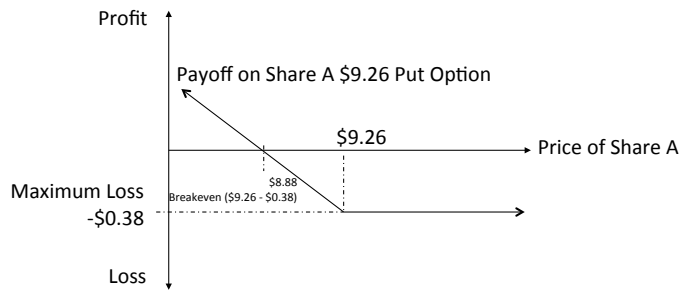 Profit
Payoff on Share A $9.26 Put Option
$9.26
Price of Share A
$8.88
Breakeven ($9.26 - $0.38)
Maximum Loss
-$0.38
Loss